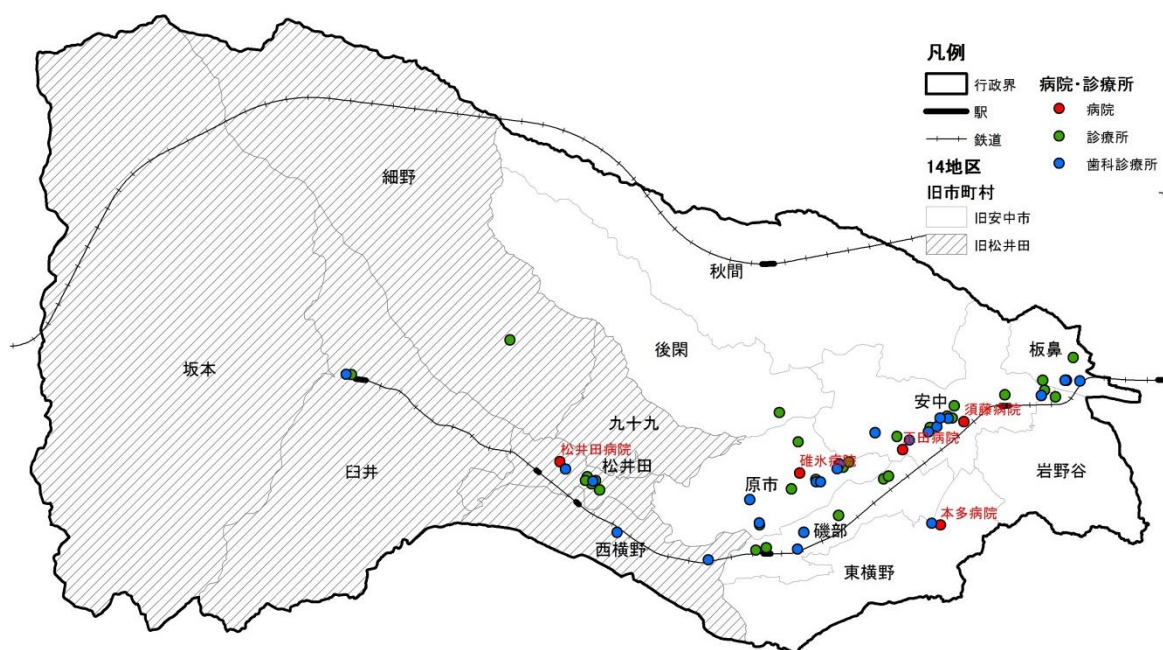 凡例
行政界
駅
鉄道
14地区
旧市町村
旧安中市
旧松井田
病院・診療所
病院
診療所
歯科診療所
細野
秋間
坂本
後閑
板鼻
安中
須藤病院
九十九
下田病院
松井田病院
松井田
碓氷病院
臼井
原市
岩野谷
本多病院
磯部
西横野
東横野